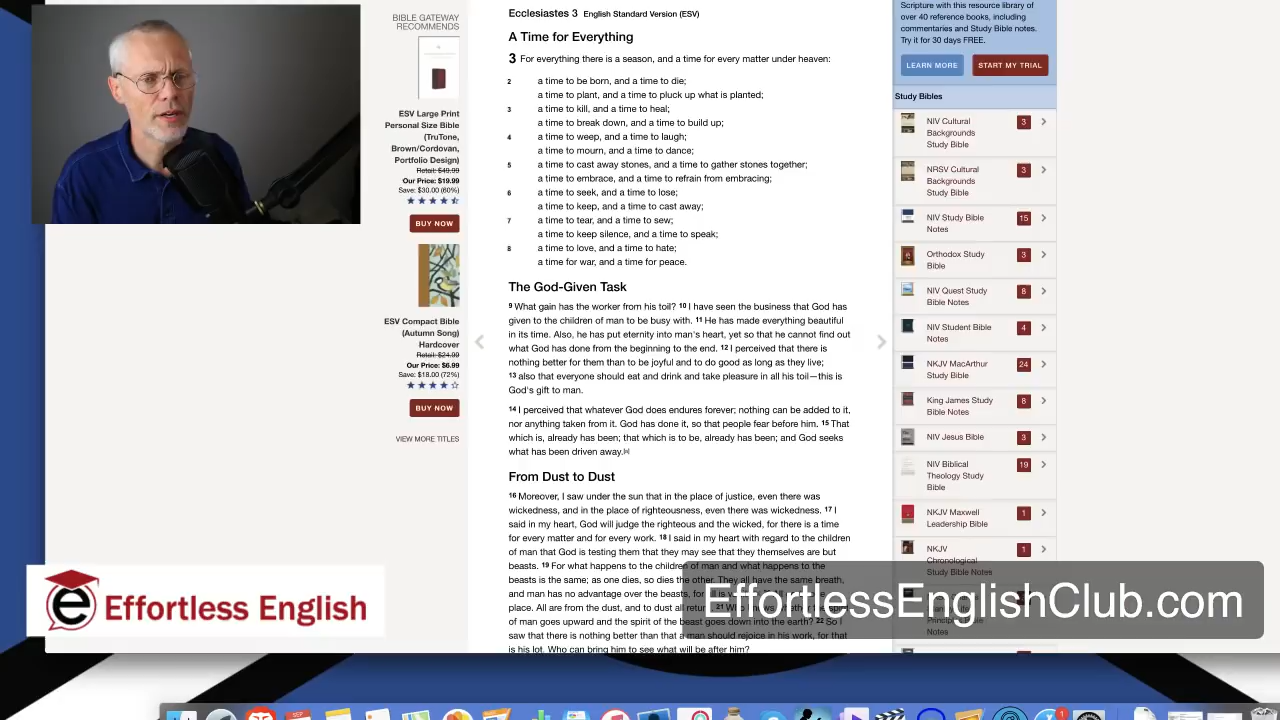 BIBLE GATEWAY
RECOMMENDS
ESV Large Print
Personal Size Bible
(TruTone,
Brown/Cordovan,
Portfolio Design)
Retail: $49.99
Our Price: $19.99
Save: $30.00 (60%)
BUY NOW
ESV Compact Bible
(Autumn Song)
Hardcover
Retail: $24.99
Our Price: $6.99
Save: $18.00 (72%)
BUY NOW
VIEW MORE TITLES
Ecclesiastes 3 English Standard Version (ESV)
A Time for Everything
3 For everything there is a season, and a time for every matter under heaven:
2 a time to be born, and a time to die;
a time to plant, and a time to pluck up what is planted;
3 a time to kill, and a time to heal;
a time to break down, and a time to build up;
4 a time to weep, and a time to laugh;
a time to mourn, and a time to dance;
5 a time to cast away stones, and a time to gather stones together;
a time to embrace, and a time to refrain from embracing;
6 a time to seek, and a time to lose;
a time to keep, and a time to cast away;
7 a time to tear, and a time to sew;
a time to keep silence, and a time to speak;
8 a time to love, and a time to hate;
a time for war, and a time for peace.
The God-Given Task
9 What gain has the worker from his toil? 10 I have seen the business that God has
given to the children of man to be busy with. 11 He has made everything beautiful
in its time. Also, he has put eternity into man's heart, yet so that he cannot find out
what God has done from the beginning to the end. 12 I perceived that there is
nothing better for them than to be joyful and to do good as long as they live;
13 also that everyone should eat and drink and take pleasure in all his toil—this is
God's gift to man.
14 I perceived that whatever God does endures forever; nothing can be added to it,
nor anything taken from it. God has done it, so that people fear before him. 15 That
which is, already has been; that which is to be, already has been; and God seeks
what has been driven away.[a]
From Dust to Dust
16 Moreover, I saw under the sun that in the place of justice, even there was
wickedness, and in the place of righteousness, even there was wickedness. 17 I
said in my heart, God will judge the righteous and the wicked, for there is a time
for every matter and for every work. 18 I said in my heart with regard to the children
of man that God is testing them that they may see that they themselves are but
beasts. 19 For what happens to the children of man and what happens to the
beasts is the same; as one dies, so dies the other. They all have the same breath,
and man has no advantage over the beasts, for all is
place. All are from the dust, and to dust all return. 21 Who knows whether the spirit
of man goes upward and the spirit of the beast goes down into the earth? 22 So I
saw that there is nothing better than that a man should rejoice in his work, for that
is his lot. Who can bring him to see what will be after him?
Scripture with this resource library of
over 40 reference books, including
commentaries and Study Bible notes.
Try it for 30 days FREE.
LEARN MORE START MY TRIAL
Study Bibles
NIV Cultural
Backgrounds
Study Bible
3
NRSV Cultural
Backgrounds
Study Bible
3
NIV Study Bible
Notes
15
Orthodox Study
Bible
3
NIV Quest Study
Bible Notes
8
NIV Student Bible
Notes
4
NKJV MacArthur
Study Bible
24
King James Study
Bible Notes
8
NIV Jesus Bible
3
NIV Biblical
Theology Study
Bible
19
NKJV Maxwell
Leadership Bible
1
NKJV
Chronological
Study Bible Notes
1
Notes
e Effortless English
EffortlessEnglishClub.com
SEP
1